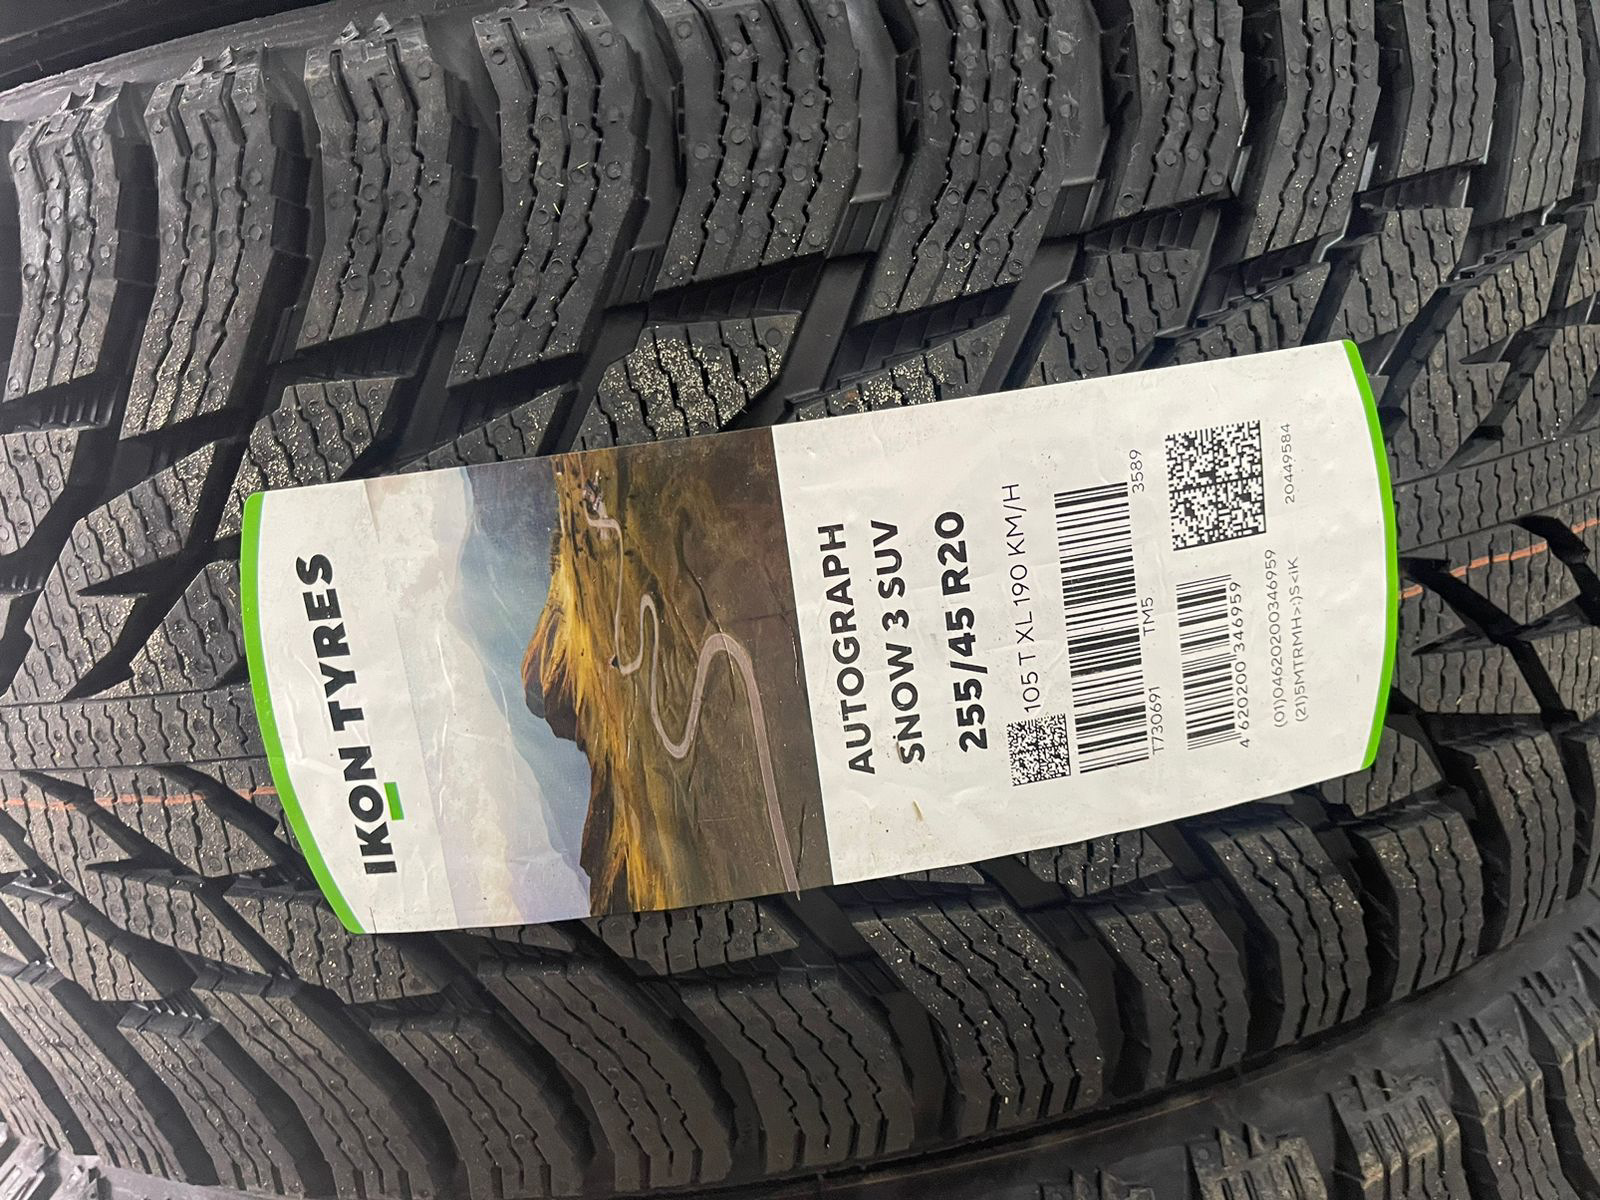 IKON TYRES
AUTOGRAPH
SNOW 3 SUV
255/45 R20
105 T XL 190 KM/H
3589
T730691 TM5
4 620200 346959
20449584
(01)04620200346959
(21)5MTRMH>:)S<iK